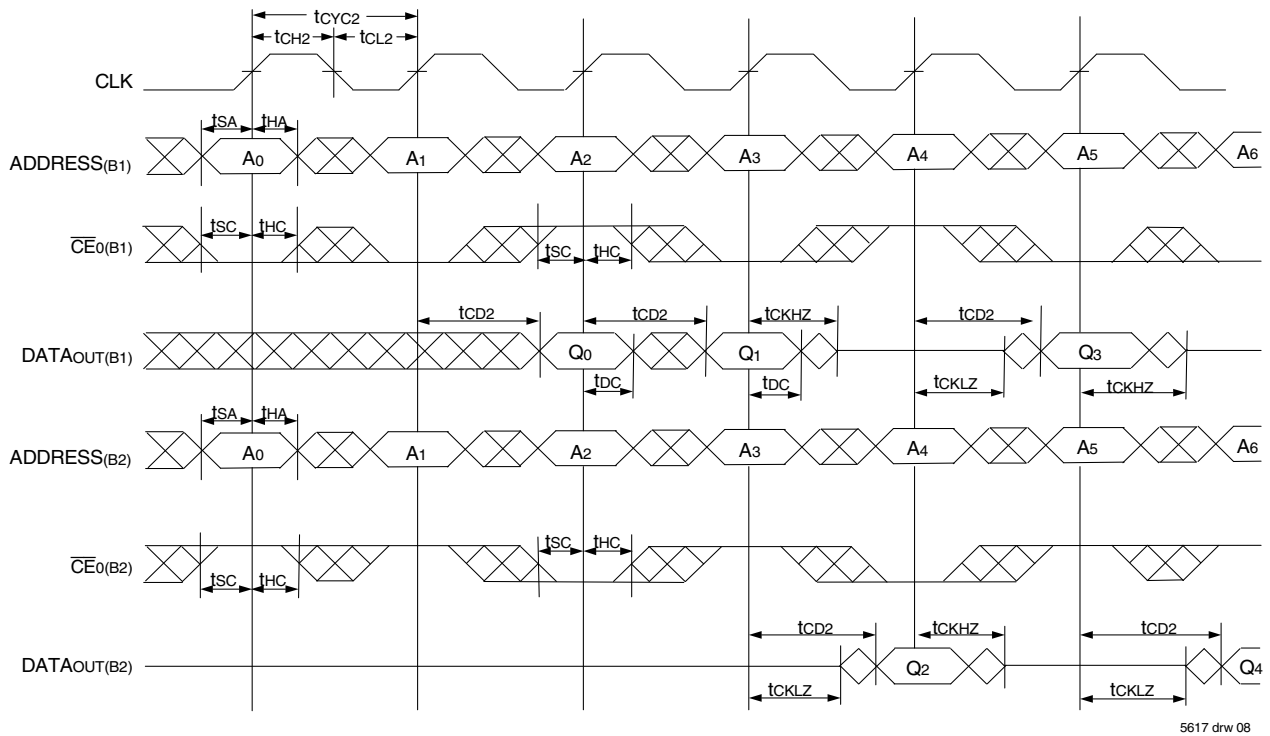 tCYC2
tCH2 tCL2
CLK
tSA tHA
ADDRESS(B1) A0 A1 A2 A3 A4 A5 A6
tSC tHC
CE0(B1)
tSC tHC
tCD2 tCD2 tCKHZ tCD2
DATAOUT(B1) Q0 Q1 Q3
tDC tDC tCKLZ tCKHZ
tSA tHA
ADDRESS(B2) A0 A1 A2 A3 A4 A5 A6
tSC tHC
CE0(B2)
tSC tHC
tCD2 tCKHZ tCD2
DATAOUT(B2) Q2 Q4
tCKLZ tCKLZ
5617 drw 08